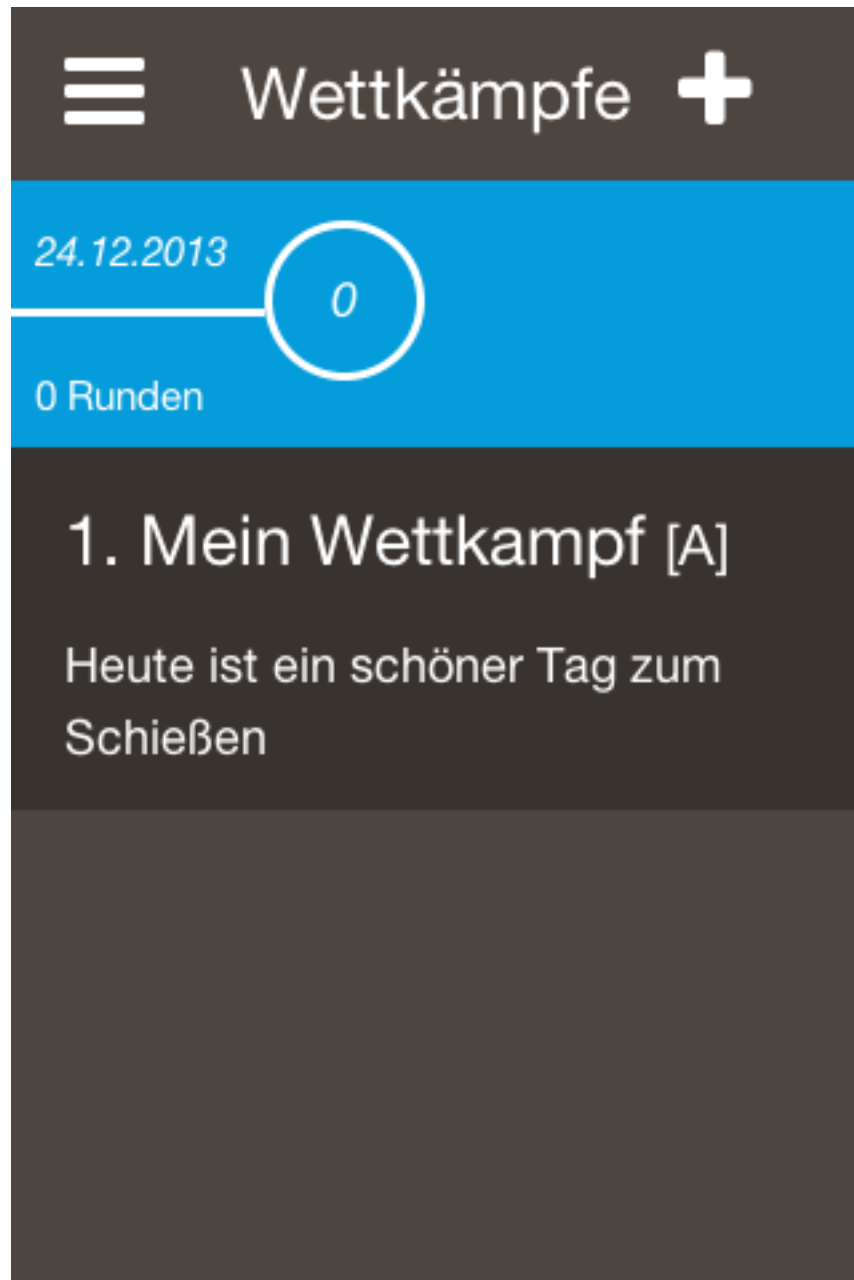 Wettkämpfe
24.12.2013
0
0 Runden
1. Mein Wettkampf [A]
Heute ist ein schöner Tag zum
Schießen